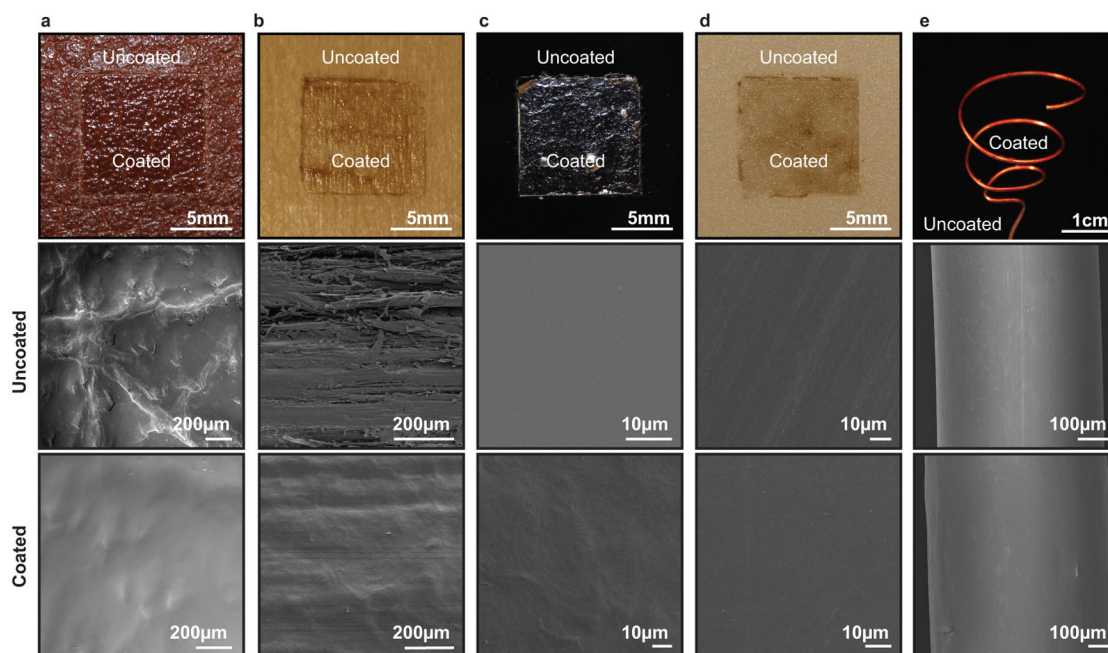 a
b
c
d
e
Uncoated
Uncoated
Uncoated
Uncoated
Coated
Coated
Coated
Coated
Coated
Uncoated
5mm
5mm
5mm
5mm
1cm
Uncoated
200µm
200µm
10µm
10µm
100µm
Coated
200µm
200µm
10µm
10µm
100µm